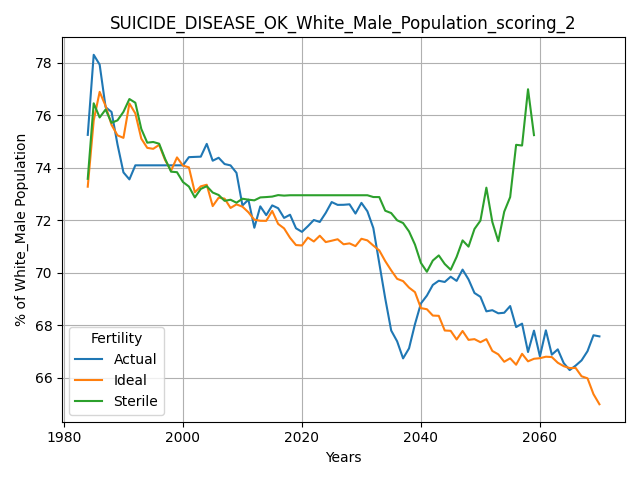 SUICIDE_DISEASE_OK_White_Male_Population_scoring_2
% of White_Male Population
78
76
74
72
70
68
66
Fertility
Actual
Ideal
Sterile
1980 2000 2020 2040 2060
Years